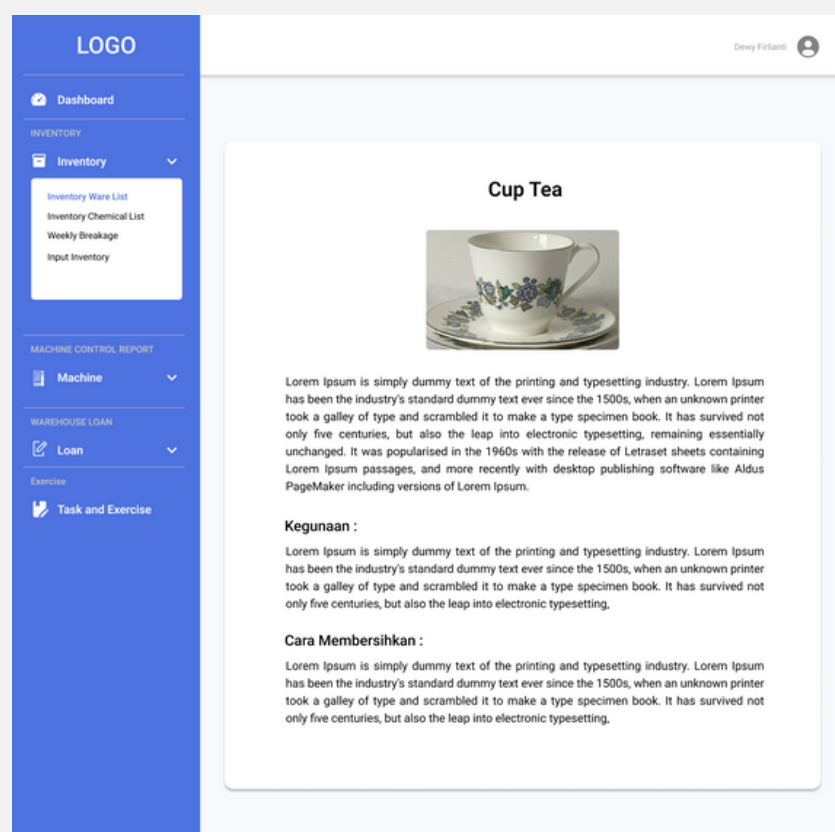 LOGO
Dewy Firlianti
Dashboard
INVENTORY
Inventory
Inventory Ware List
Inventory Chemical List
Weekly Breakage
Input Inventory
MACHINE CONTROL REPORT
Machine
WAREHOUSE LOAN
Loan
Exercise
Task and Exercise
Cup Tea
Lorem Ipsum is simply dummy text of the printing and typesetting industry. Lorem Ipsum
has been the industry's standard dummy text ever since the 1500s, when an unknown printer
took a galley of type and scrambled it to make a type specimen book. It has survived not
only five centuries, but also the leap into electronic typesetting, remaining essentially
unchanged. It was popularised in the 1960s with the release of Letraset sheets containing
Lorem Ipsum passages, and more recently with desktop publishing software like Aldus
PageMaker including versions of Lorem Ipsum.
Kegunaan :
Lorem Ipsum is simply dummy text of the printing and typesetting industry. Lorem Ipsum
has been the industry's standard dummy text ever since the 1500s, when an unknown printer
took a galley of type and scrambled it to make a type specimen book. It has survived not
only five centuries, but also the leap into electronic typesetting,
Cara Membersihkan :
Lorem Ipsum is simply dummy text of the printing and typesetting industry. Lorem Ipsum
has been the industry's standard dummy text ever since the 1500s, when an unknown printer
took a galley of type and scrambled it to make a type specimen book. It has survived not
only five centuries, but also the leap into electronic typesetting,